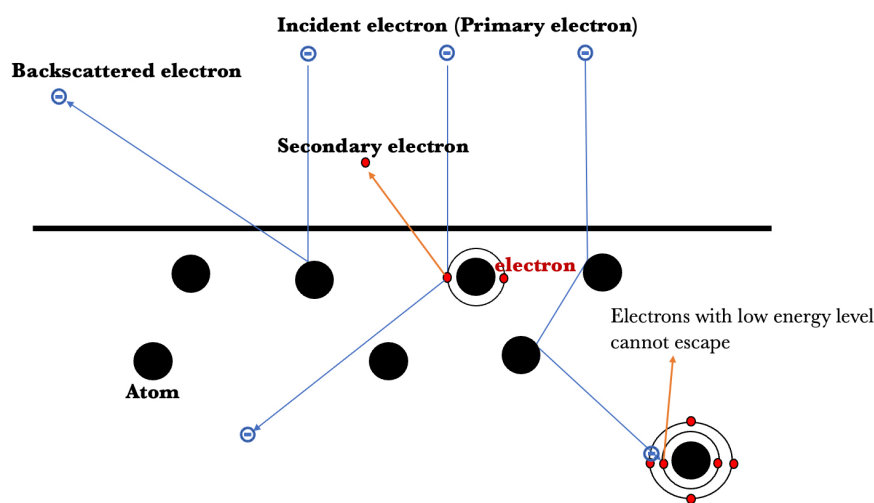 Incident electron (Primary electron)
Backscattered electron
Secondary electron
electron
Electrons with low energy level
cannot escape
Atom